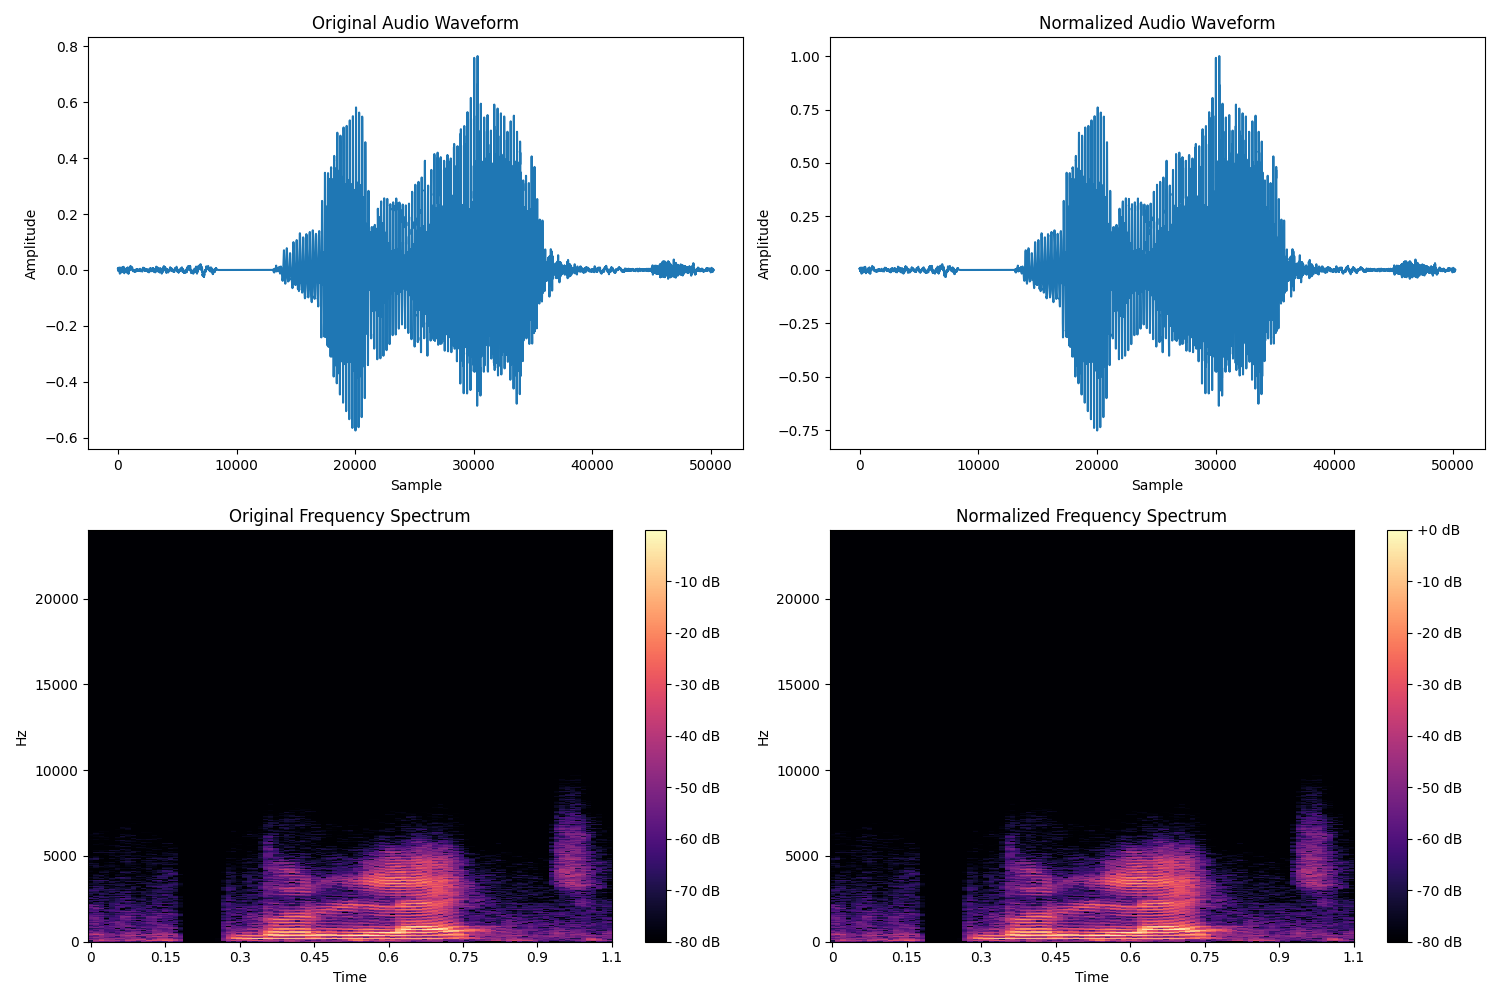 Original Audio Waveform
0.8
0.6
0.4
0.2
0.0
−0.2
−0.4
−0.6
Amplitude
0 10000 20000 30000 40000 50000
Sample
Normalized Audio Waveform
1.00
0.75
0.50
0.25
0.00
−0.25
−0.50
−0.75
Amplitude
0 10000 20000 30000 40000 50000
Sample
Original Frequency Spectrum
20000
15000
10000
5000
0
Hz
0 0.15 0.3 0.45 0.6 0.75 0.9 1.1
Time
-10 dB
-20 dB
-30 dB
-40 dB
-50 dB
-60 dB
-70 dB
-80 dB
Normalized Frequency Spectrum
20000
15000
10000
5000
0
Hz
0 0.15 0.3 0.45 0.6 0.75 0.9 1.1
Time
+0 dB
-10 dB
-20 dB
-30 dB
-40 dB
-50 dB
-60 dB
-70 dB
-80 dB